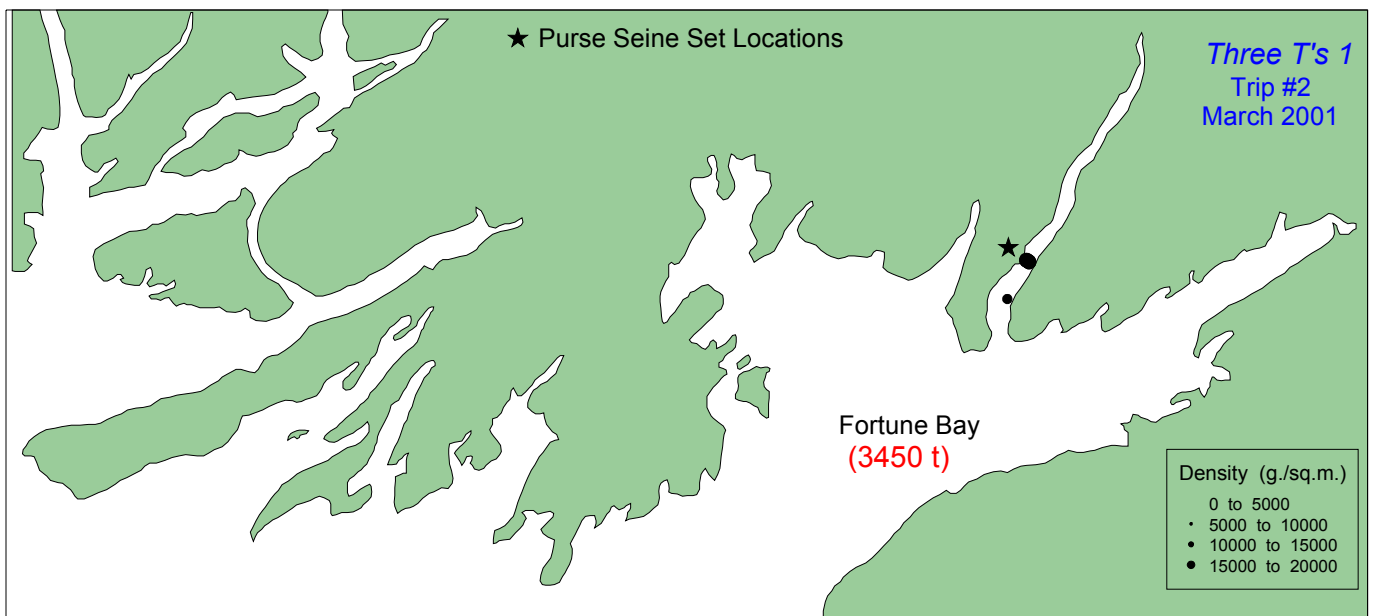 ★ Purse Seine Set Locations
Three T's 1
Trip #2
March 2001
Fortune Bay
(3450 t)
Density (g./sq.m.)
0 to 5000
5000 to 10000
10000 to 15000
15000 to 20000